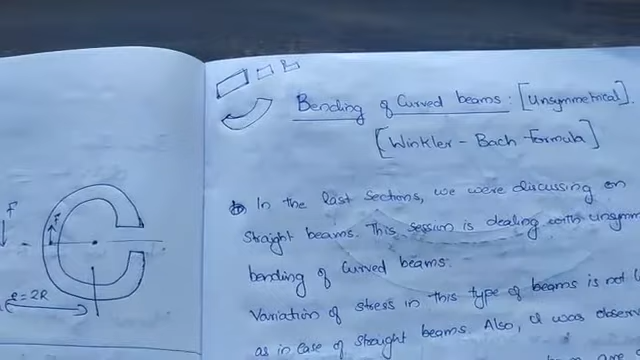 F
e = 2R
Bending of Curved beams: [Unsymmetrical].
[Winkler - Bach formula]
In the last sections, we were discussing on
straight beams. This session is dealing with
bending of curved beams.
Variation of stress in this type of beams is not
as in case of straight beams. Also, it was